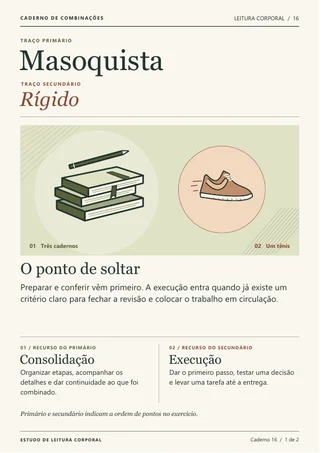 CADERNO DE COMBINAÇÕES
LEITURA CORPORAL / 16
TRAÇO PRIMÁRIO
Masoquista
TRAÇO SECUNDÁRIO
Rígido
01 Três cadernos
02 Um tênis
O ponto de soltar
Preparar e conferir vêm primeiro. A execução entra quando já existe um
critério claro para fechar a revisão e colocar o trabalho em circulação.
01 / RECURSO DO PRIMÁRIO
Consolidação
Organizar etapas, acompanhar os
detalhes e dar continuidade ao que foi
combinado.
02 / RECURSO DO SECUNDÁRIO
Execução
Dar o primeiro passo, testar uma decisão
e levar uma tarefa até a entrega.
Primário e secundário indicam a ordem de pontos no exercício.
ESTUDO DE LEITURA CORPORAL
Caderno 16 / 1 de 2